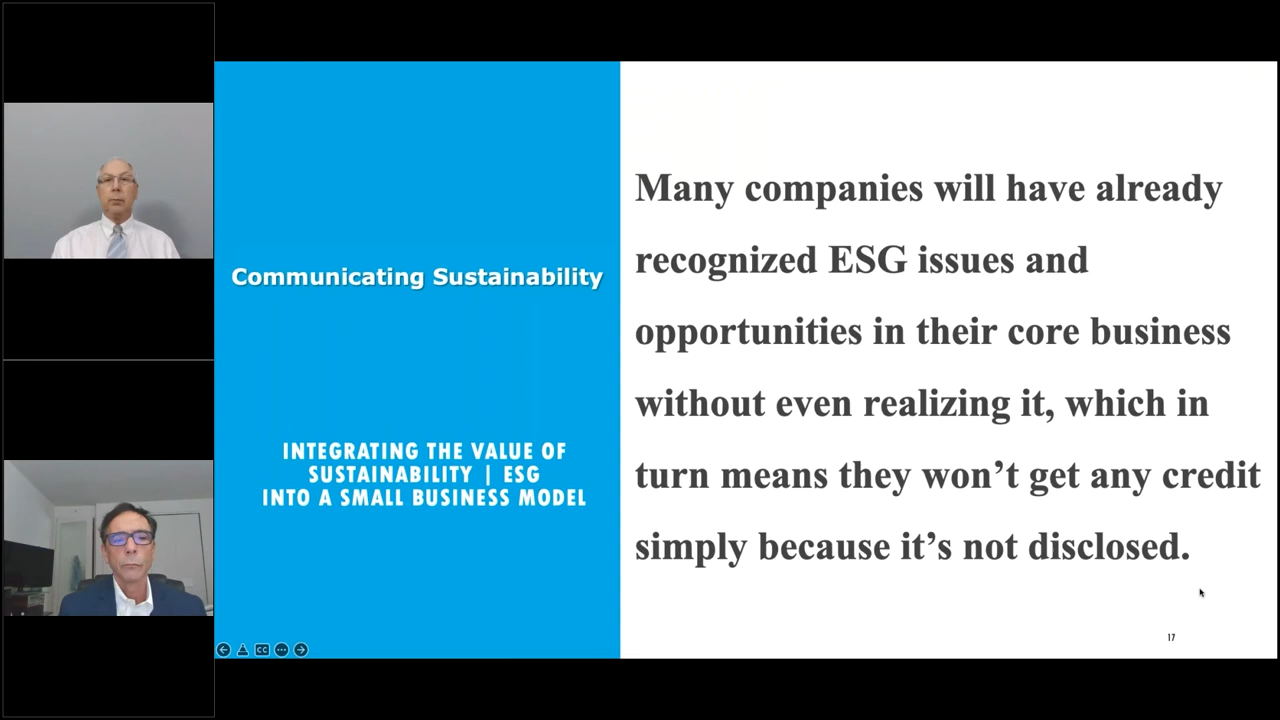 Communicating Sustainability
INTEGRATING THE VALUE OF
SUSTAINABILITY | ESG
INTO A SMALL BUSINESS MODEL
Many companies will have already
recognized ESG issues and
opportunities in their core business
without even realizing it, which in
turn means they won’t get any credit
simply because it’s not disclosed.
17
CC